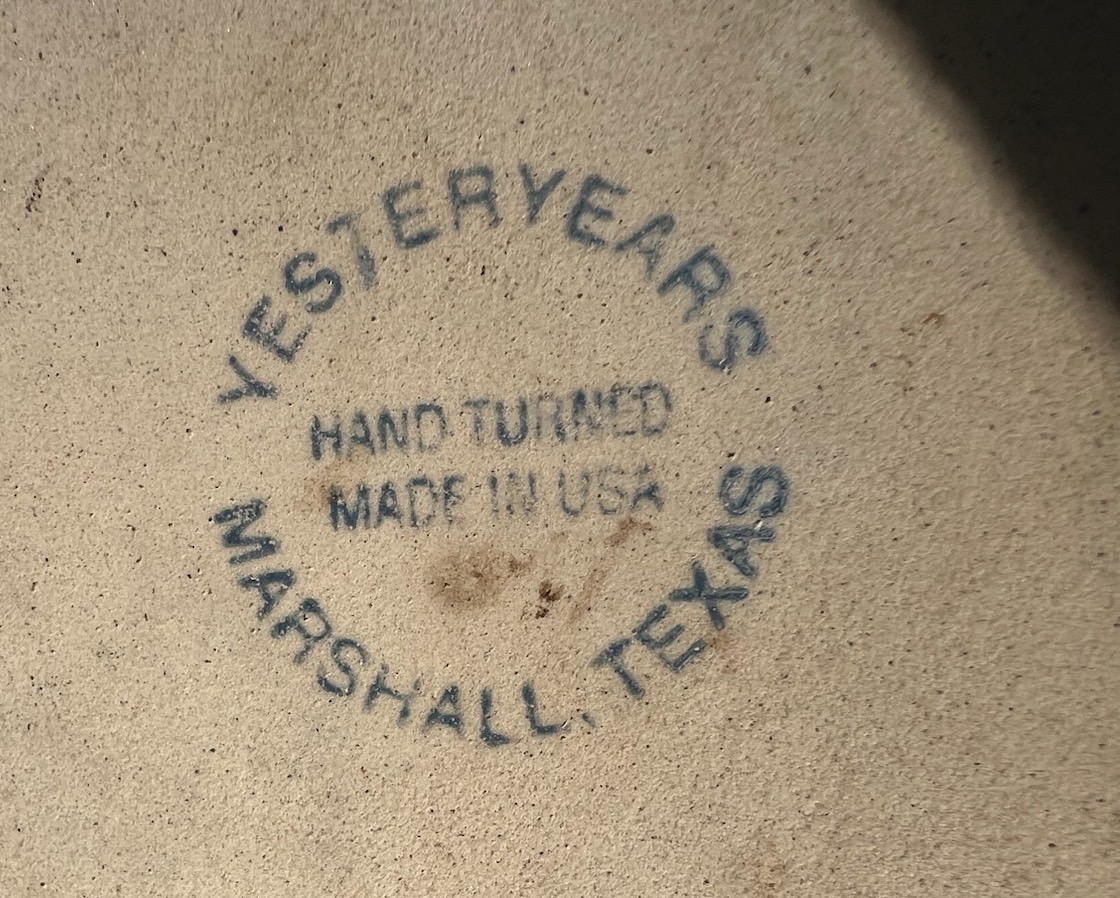 YESTERYEARS
HAND TURNED
MADE IN USA
MARSHALL, TEXAS